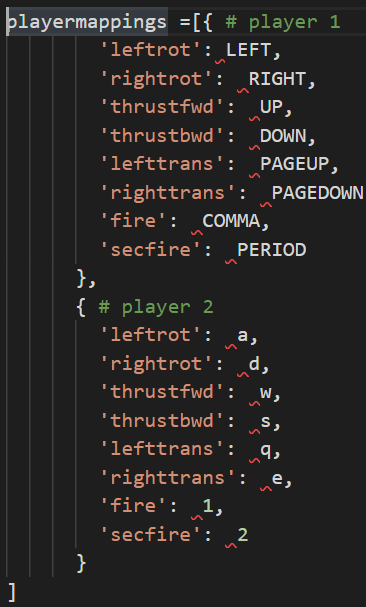 playermappings =[{ # player 1
'leftrot': LEFT,
'rightrot': RIGHT,
'thrustfwd': UP,
'thrustbwd': DOWN,
'lefttrans': PAGEUP,
'righttrans': PAGEDOWN
'fire': COMMA,
'secfire': PERIOD
},
{ # player 2
'leftrot': a,
'rightrot': d,
'thrustfwd': w,
'thrustbwd': s,
'lefttrans': q,
'righttrans': e,
'fire': 1,
'secfire': 2
}
]